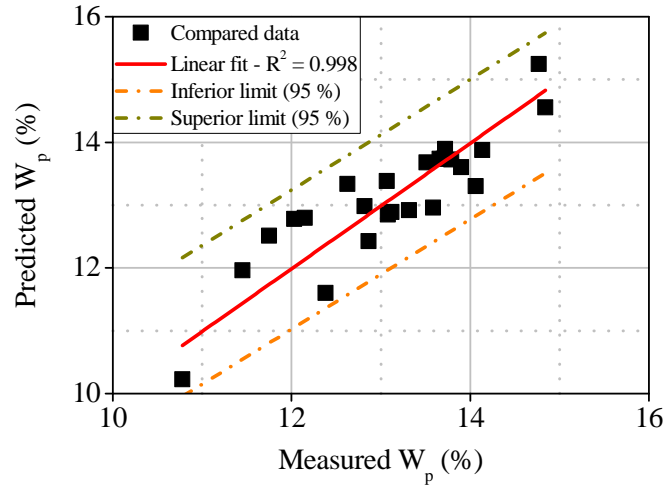 16
Compared data
Linear fit - R² = 0.998
Inferior limit (95 %)
Superior limit (95 %)
14
12
10
Predicted Wₚ (%)
10 12 14 16
Measured Wₚ (%)